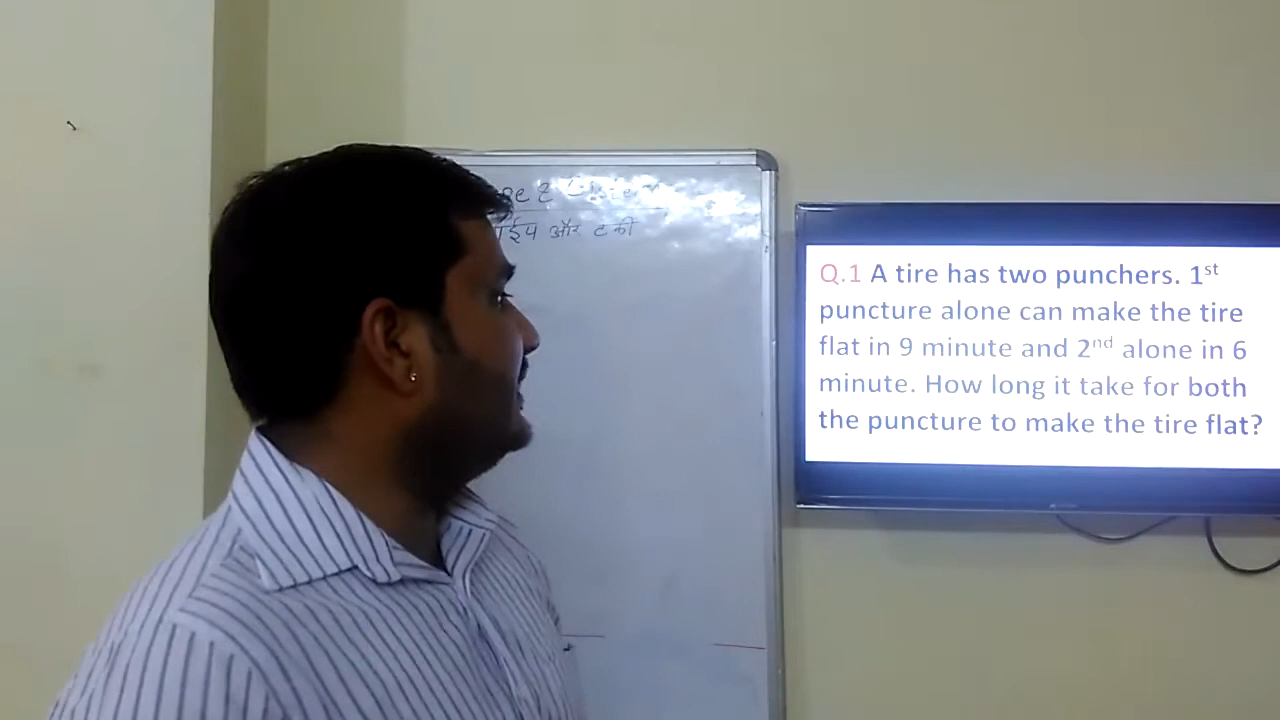 पाईप और टंकी
Q.1 A tire has two punchers. 1st
puncture alone can make the tire
flat in 9 minute and 2nd alone in 6
minute. How long it take for both
the puncture to make the tire flat?